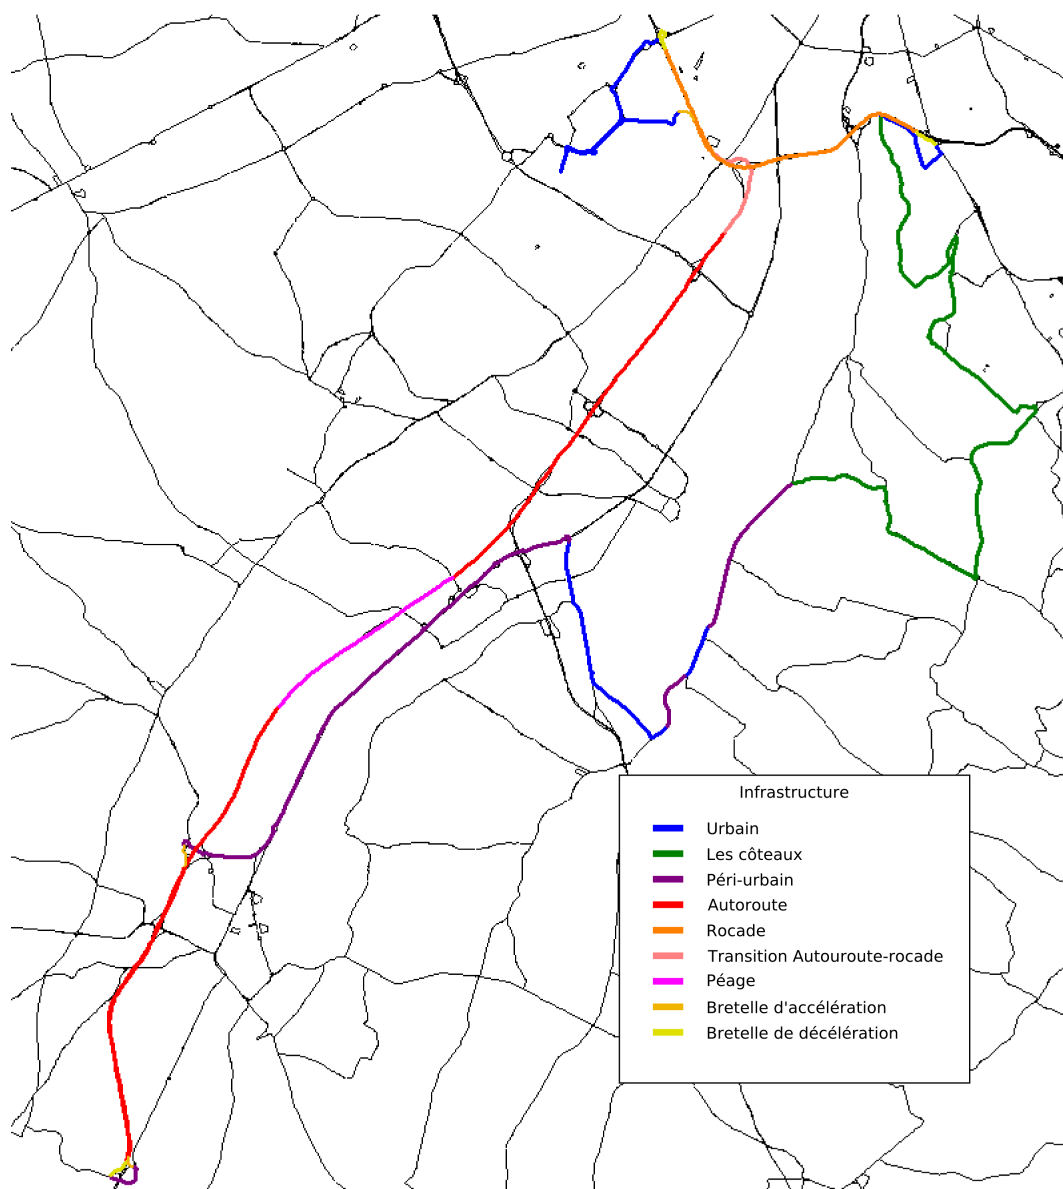 Infrastructure
Urbain
Les côteaux
Péri-urbain
Autoroute
Rocade
Transition Autouroute-rocade
Péage
Bretelle d'accélération
Bretelle de décélération